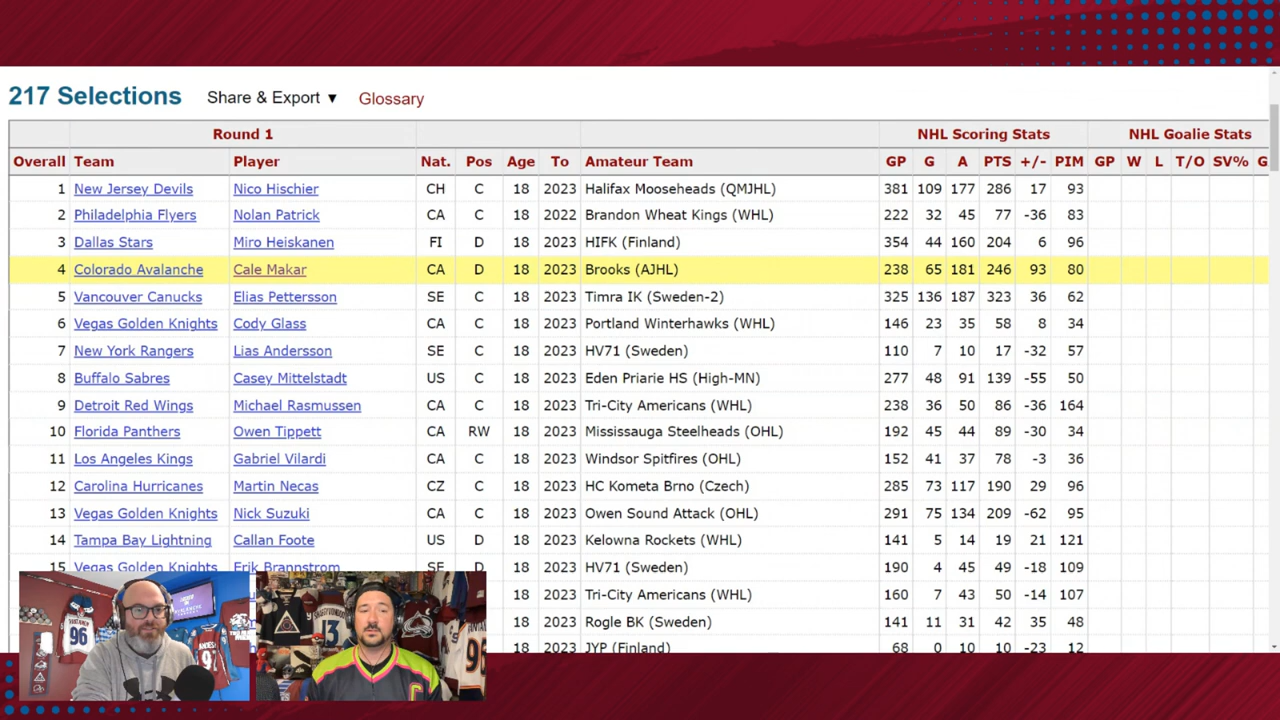 217 Selections Share & Export ▼ Glossary
Round 1 NHL Scoring Stats NHL Goalie Stats
Overall Team Player Nat. Pos Age To Amateur Team GP G A PTS +/- PIM GP W L T/O SV% G
1 New Jersey Devils Nico Hischier CH C 18 2023 Halifax Mooseheads (QMJHL) 381 109 177 286 17 93
2 Philadelphia Flyers Nolan Patrick CA C 18 2022 Brandon Wheat Kings (WHL) 222 32 45 77 -36 83
3 Dallas Stars Miro Heiskanen FI D 18 2023 HIFK (Finland) 354 44 160 204 6 96
4 Colorado Avalanche Cale Makar CA D 18 2023 Brooks (AJHL) 238 65 181 246 93 80
5 Vancouver Canucks Elias Pettersson SE C 18 2023 Timra IK (Sweden-2) 325 136 187 323 36 62
6 Vegas Golden Knights Cody Glass CA C 18 2023 Portland Winterhawks (WHL) 146 23 35 58 8 34
7 New York Rangers Lias Andersson SE C 18 2023 HV71 (Sweden) 110 7 10 17 -32 57
8 Buffalo Sabres Casey Mittelstadt US C 18 2023 Eden Priarie HS (High-MN) 277 48 91 139 -55 50
9 Detroit Red Wings Michael Rasmussen CA C 18 2023 Tri-City Americans (WHL) 238 36 50 86 -36 164
10 Florida Panthers Owen Tippett CA RW 18 2023 Mississauga Steelheads (OHL) 192 45 44 89 -30 34
11 Los Angeles Kings Gabriel Vilardi CA C 18 2023 Windsor Spitfires (OHL) 152 41 37 78 -3 36
12 Carolina Hurricanes Martin Necas CZ C 18 2023 HC Kometa Brno (Czech) 285 73 117 190 29 96
13 Vegas Golden Knights Nick Suzuki CA C 18 2023 Owen Sound Attack (OHL) 291 75 134 209 -62 95
14 Tampa Bay Lightning Callan Foote US D 18 2023 Kelowna Rockets (WHL) 141 5 14 19 21 121
15 Vegas Golden Knights Erik Brannstrom SE D 18 2023 HV71 (Sweden) 190 4 45 49 -18 109
18 2023 Tri-City Americans (WHL) 160 7 43 50 -14 107
18 2023 Rogle BK (Sweden) 141 11 31 42 35 48
18 2023 JYP (Finland) 68 0 10 10 -23 12
96
13